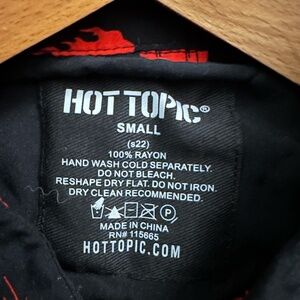 HOT TOPIC®
SMALL
(s22)
100% RAYON
HAND WASH COLD SEPARATELY.
DO NOT BLEACH.
RESHAPE DRY FLAT. DO NOT IRON.
DRY CLEAN RECOMMENDED.
MADE IN CHINA
RN# 115665
HOTTOPIC.COM